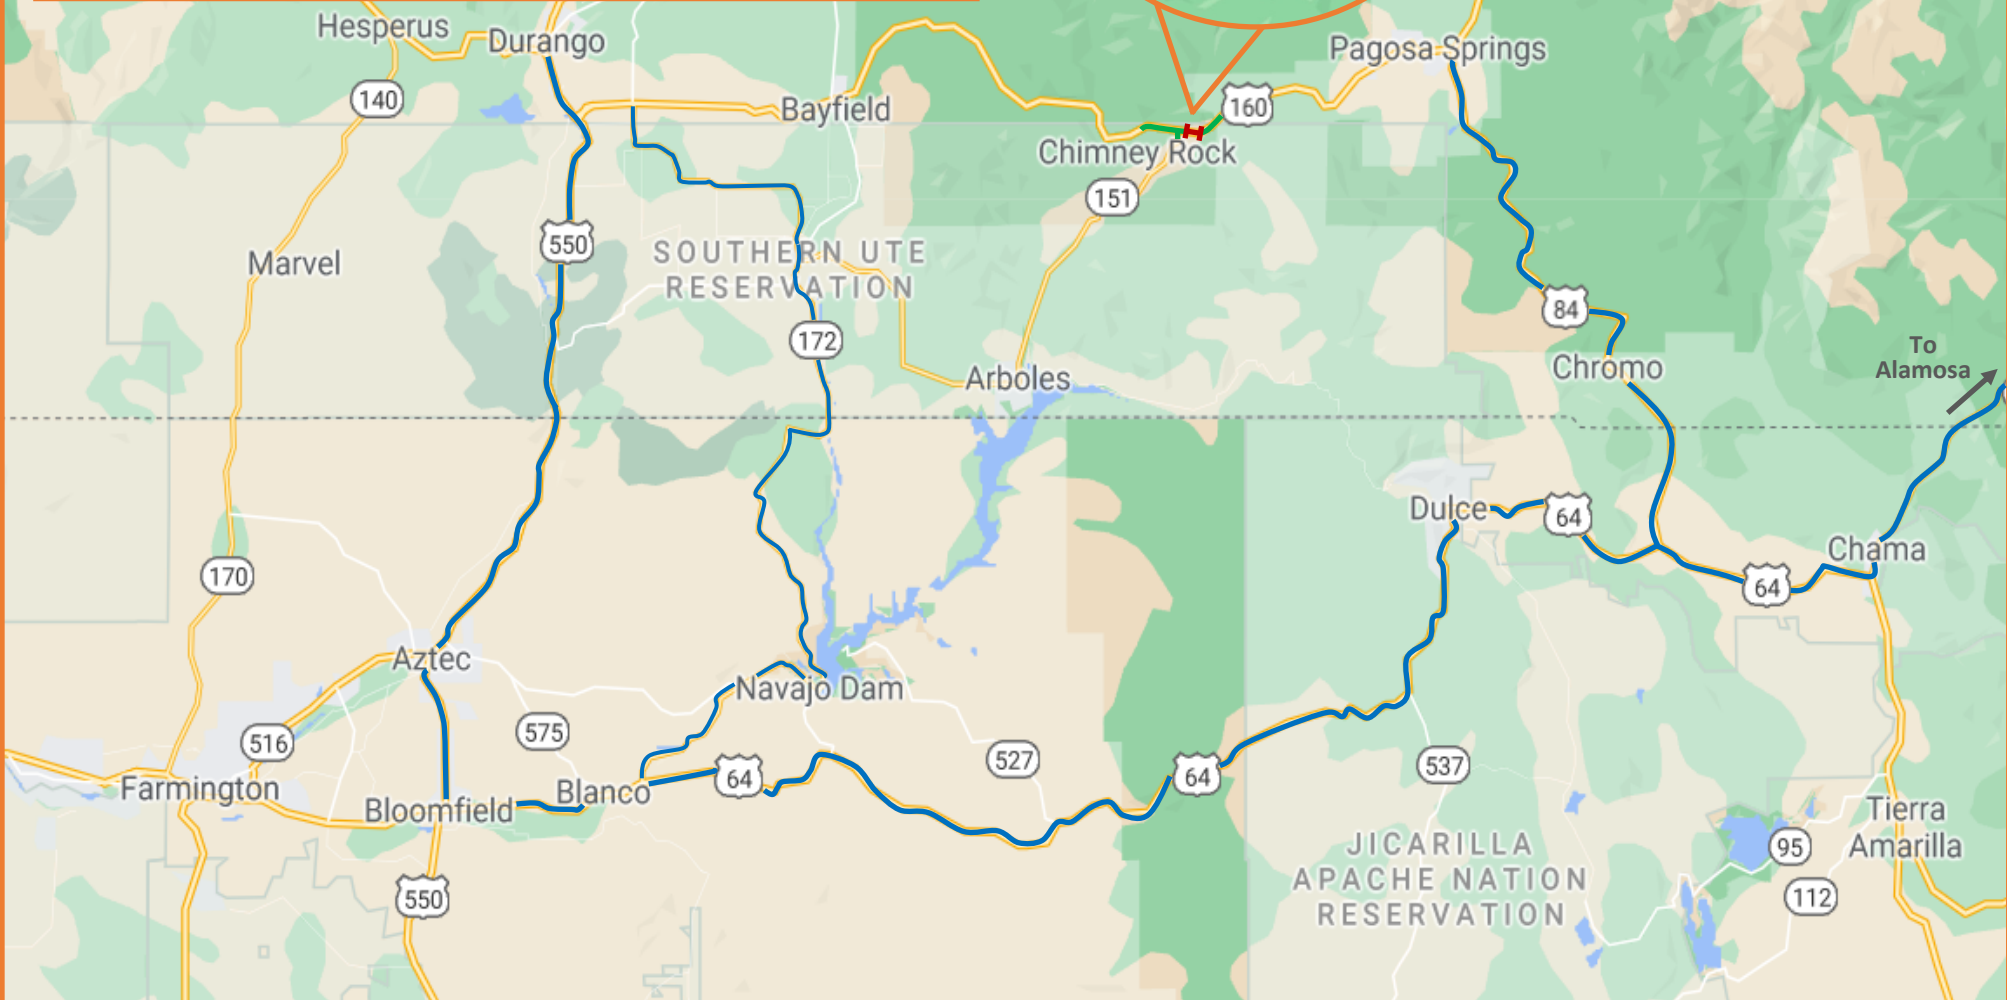 Hesperus
Durango
Pagosa Springs
140
Bayfield
160
Chimney Rock
151
550
SOUTHERN UTE
RESERVATION
Marvel
84
172
To
Alamosa
Chromo
Arboles
Dulce
64
Chama
170
64
Aztec
Navajo Dam
516
575
527
64
64
537
Farmington
Bloomfield
Blanco
Tierra
Amarilla
JICARILLA
APACHE NATION
RESERVATION
95
112
550